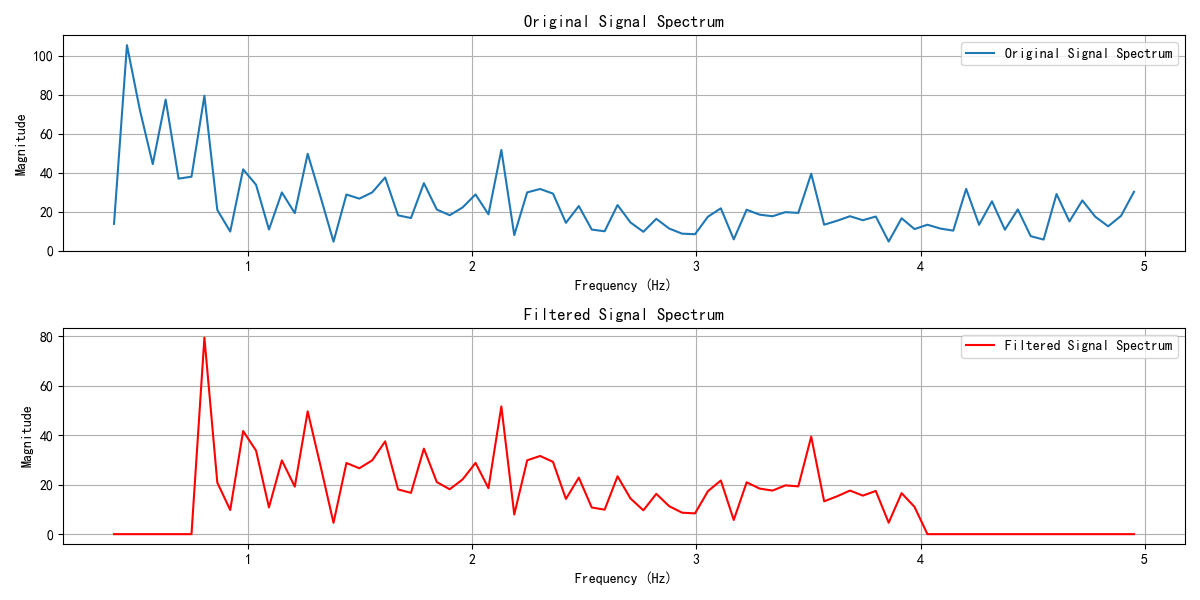 Original Signal Spectrum
Original Signal Spectrum
Magnitude
100
80
60
40
20
0
1 2 3 4 5
Frequency (Hz)
Filtered Signal Spectrum
Filtered Signal Spectrum
Magnitude
80
60
40
20
0
1 2 3 4 5
Frequency (Hz)